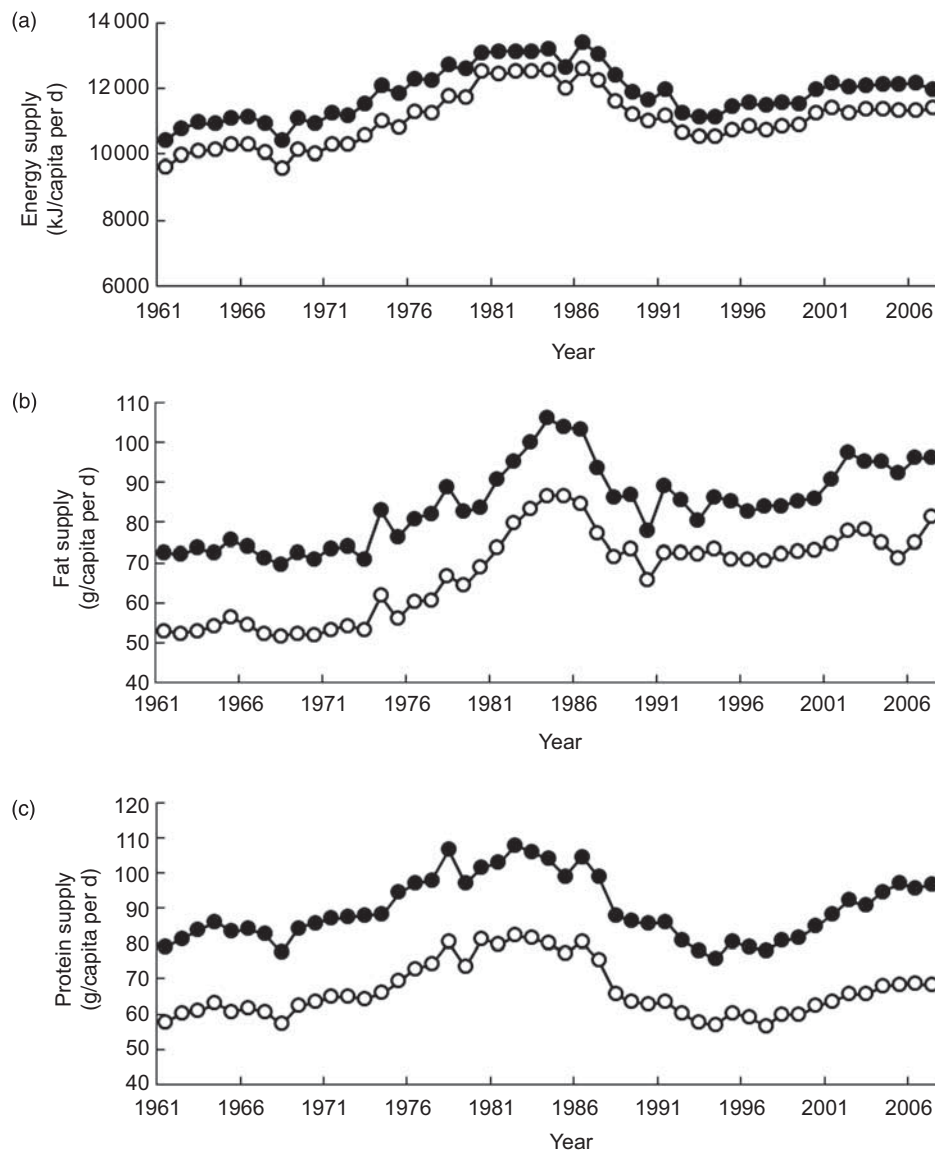 (a)
Energy supply
(kJ/capita per d)
14 000
12 000
10 000
8000
6000
1961 1966 1971 1976 1981 1986 1991 1996 2001 2006
Year
(b)
Fat supply
(g/capita per d)
110
100
90
80
70
60
50
40
1961 1966 1971 1976 1981 1986 1991 1996 2001 2006
Year
(c)
Protein supply
(g/capita per d)
120
110
100
90
80
70
60
50
40
1961 1966 1971 1976 1981 1986 1991 1996 2001 2006
Year